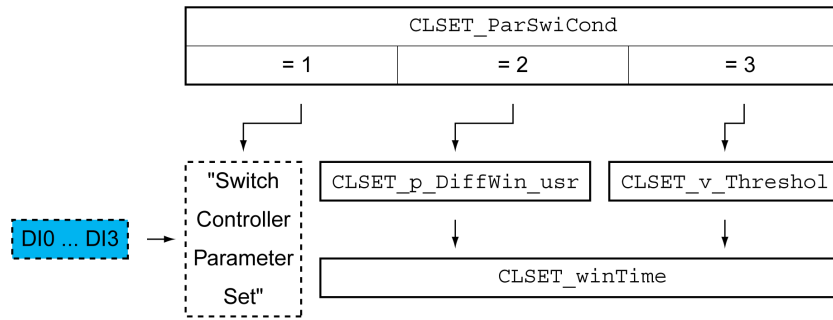 CLSET_ParSwiCond
= 1
= 2
= 3
"Switch
Controller
Parameter
Set"
CLSET_p_DiffWin_usr
CLSET_v_Threshol
DI0 ... DI3
CLSET_winTime